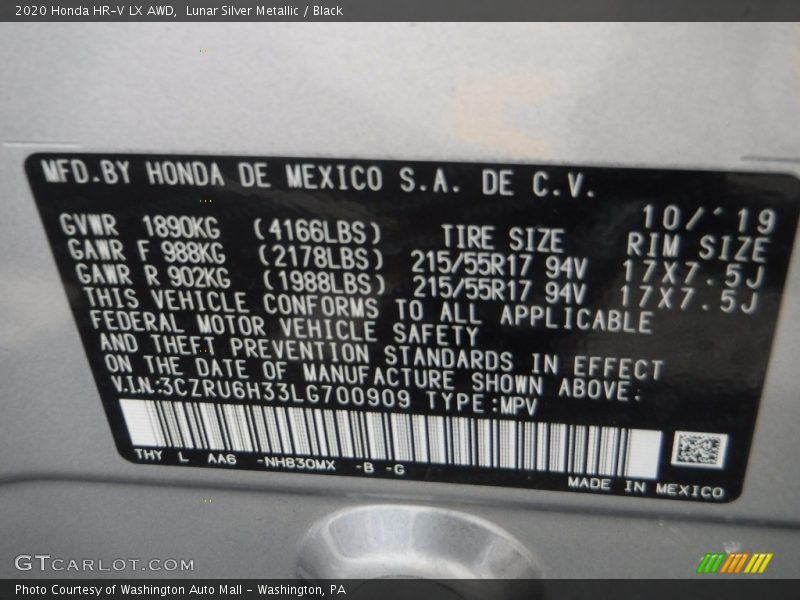 2020 Honda HR-V LX AWD,  Lunar Silver Metallic / Black
MFD.BY HONDA DE MEXICO S.A. DE C.V.
10/'19
GVWR 1890KG (4166LBS) TIRE SIZE RIM SIZE
GAWR F 988KG (2178LBS) 215/55R17 94V 17X7.5J
GAWR R 902KG (1988LBS) 215/55R17 94V 17X7.5J
THIS VEHICLE CONFORMS TO ALL APPLICABLE
FEDERAL MOTOR VEHICLE SAFETY
AND THEFT PREVENTION STANDARDS IN EFFECT
ON THE DATE OF MANUFACTURE SHOWN ABOVE:
V.I.N:3CZRU6H33LG700909 TYPE:MPV
THY L AA6 -NH830MX -B -G
MADE IN MEXICO
GTCARLOT.COM
Photo Courtesy of Washington Auto Mall - Washington, PA